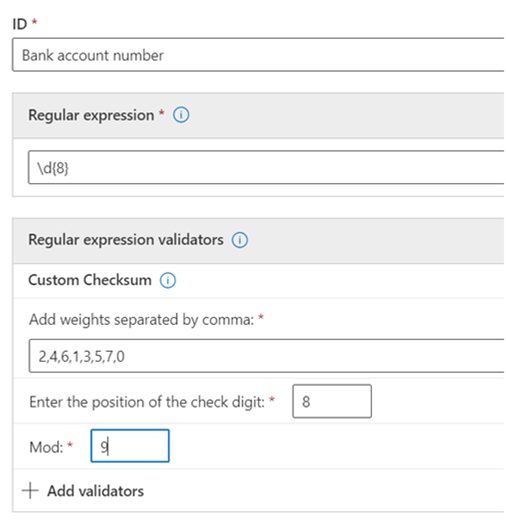 ID *
Bank account number
Regular expression *
\d{8}
Regular expression validators
Custom Checksum
Add weights separated by comma: *
2,4,6,1,3,5,7,0
Enter the position of the check digit: * 8
Mod: * 9
+ Add validators